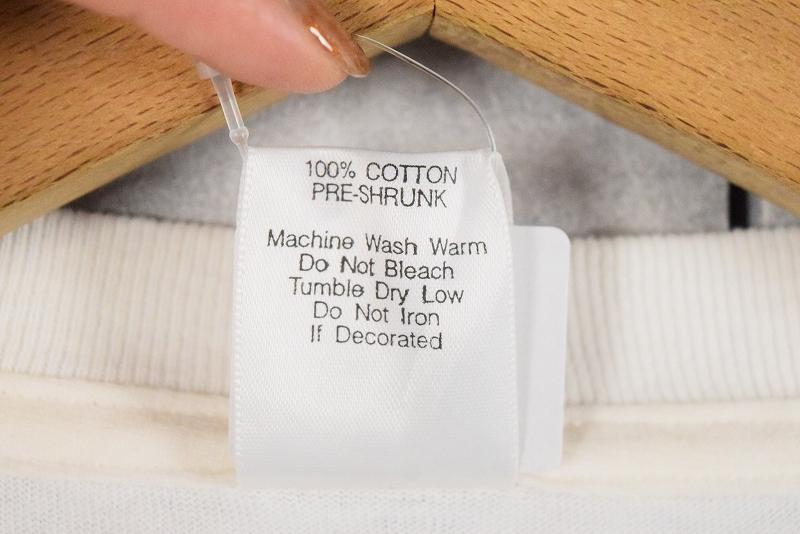 100% COTTON
PRE-SHRUNK
Machine Wash Warm
Do Not Bleach
Tumble Dry Low
Do Not Iron
If Decorated